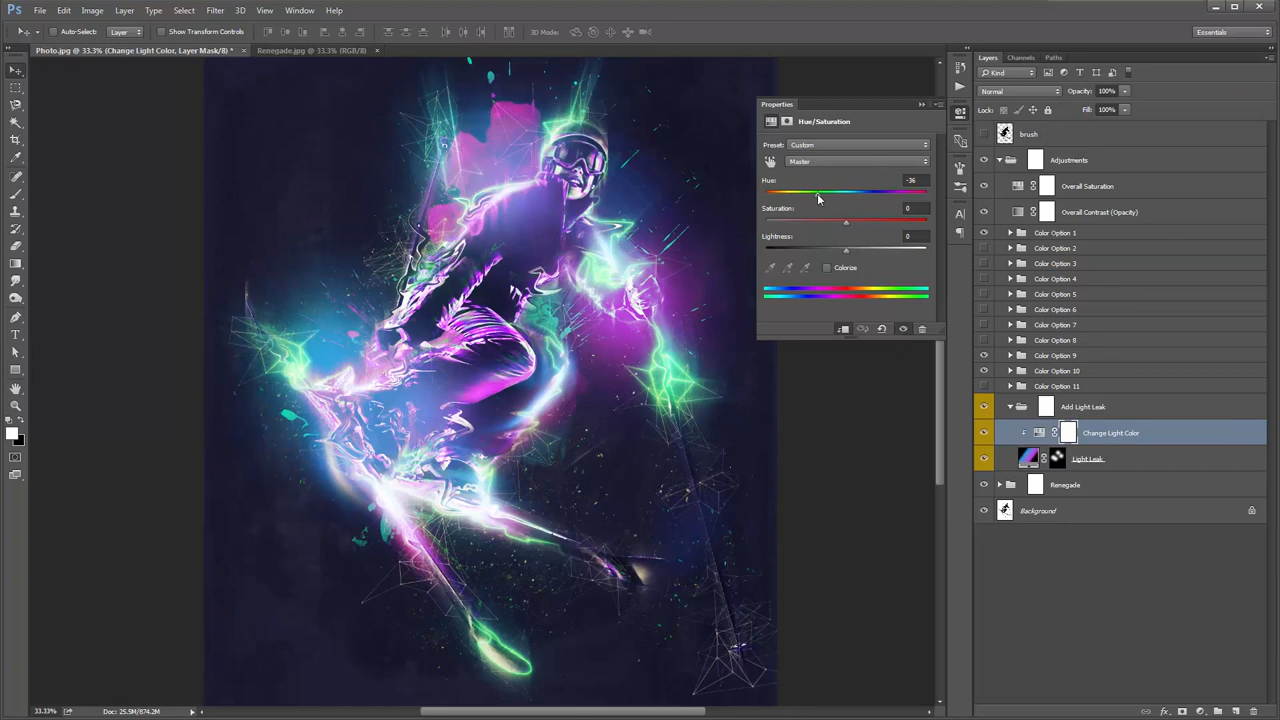 Ps File Edit Image Layer Type Select Filter 3D View Window Help
Auto-Select: Layer Show Transform Controls 3D Mode: Essentials
Photo.jpg @ 33.3% (Change Light Color, Layer Mask/8) * × Renegade.jpg @ 33.3% (RGB/8) ×
Properties
Hue/Saturation
Preset: Custom
Master
Hue: -36
Saturation: 0
Lightness: 0
Colorize
Layers Channels Paths
Kind
Normal Opacity: 100%
Lock: Fill: 100%
brush
Adjustments
Overall Saturation
Overall Contrast (Opacity)
Color Option 1
Color Option 2
Color Option 3
Color Option 4
Color Option 5
Color Option 6
Color Option 7
Color Option 8
Color Option 9
Color Option 10
Color Option 11
Add Light Leak
Change Light Color
Light Leak
Renegade
Background
33.33% Doc: 25.5M/874.2M